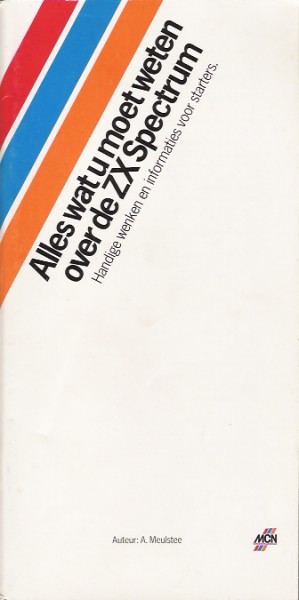 Alles wat u moet weten
over de ZX Spectrum
Handige wenken en informaties voor starters.
Auteur: A. Meulstee
MCN